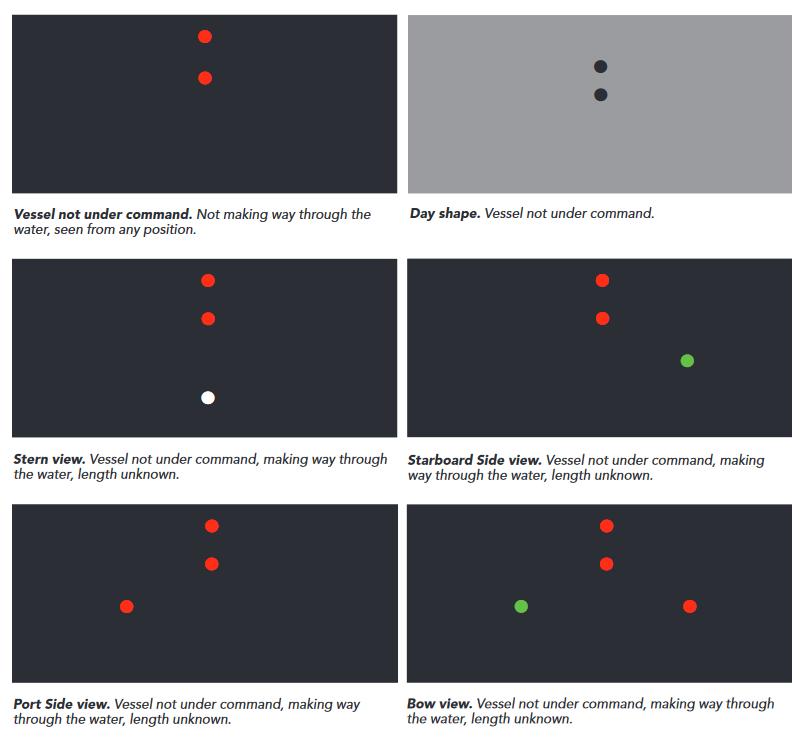 Vessel not under command. Not making way through the
water, seen from any position.
Day shape. Vessel not under command.
Stern view. Vessel not under command, making way through
the water, length unknown.
Starboard Side view. Vessel not under command, making
way through the water, length unknown.
Port Side view. Vessel not under command, making way
through the water, length unknown.
Bow view. Vessel not under command, making way through
the water, length unknown.